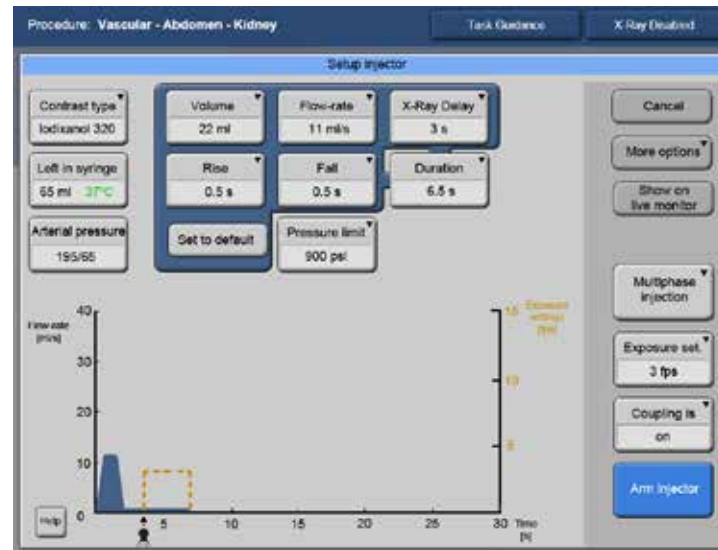 Procedure: Vascular - Abdomen - Kidney
Task Guidance
X Ray Disabled
Setup Injector
Contrast type
Iodixanol 320
Volume
22 ml
Flow-rate
11 ml/s
X-Ray Delay
3 s
Cancel
Left in syringe
65 ml 37°C
Rise
0.5 s
Fall
0.5 s
Duration
6.5 s
More options
Show on
live monitor
Arterial pressure
195/65
Set to default
Pressure limit
900 psi
Multiphase
injection
Exposure set.
3 fps
Coupling is
on
Arm Injector
Flow-rate
[ml/s]
40
30
20
10
0
Exposure
settings
[fps]
15
10
5
5 10 15 20 25 30 Time
[s]
Help